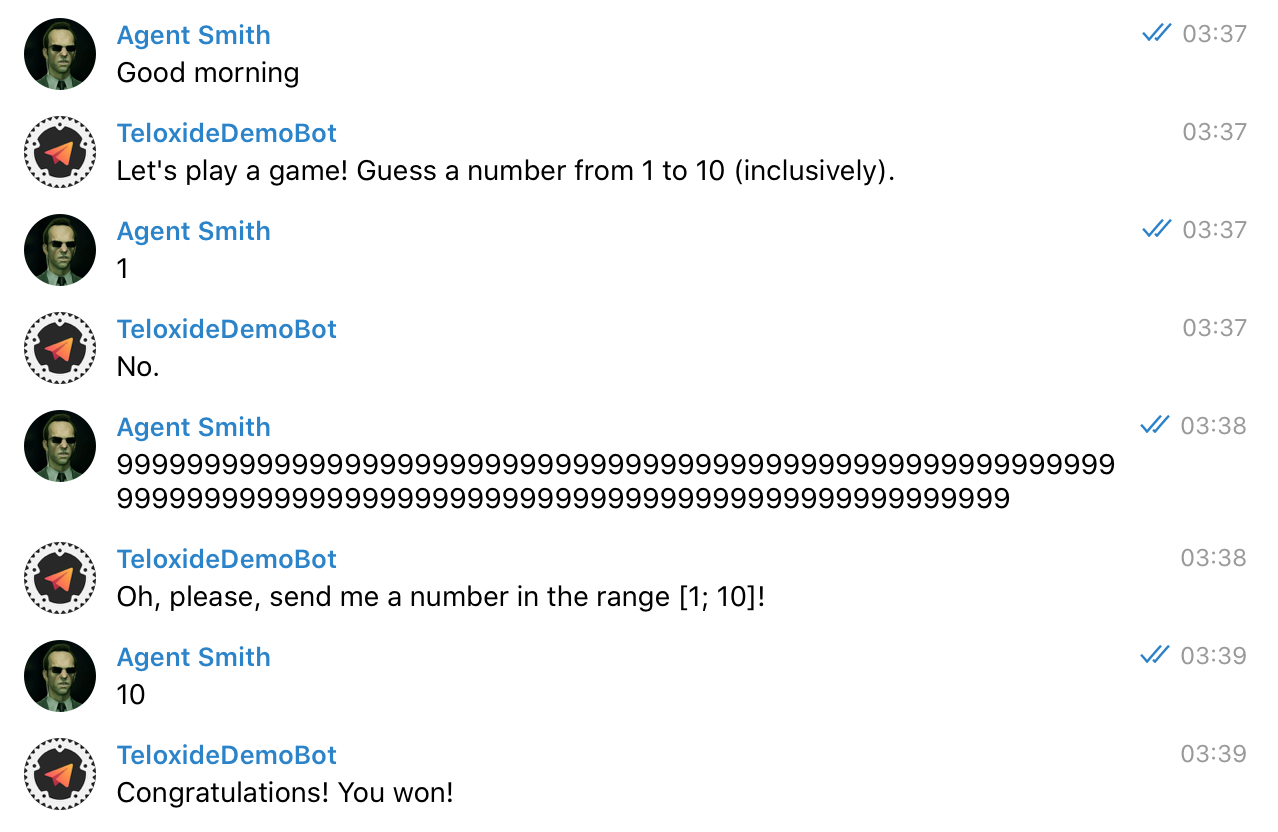 Agent Smith
03:37
Good morning
TeloxideDemoBot
03:37
Let's play a game! Guess a number from 1 to 10 (inclusively).
Agent Smith
03:37
1
TeloxideDemoBot
03:37
No.
Agent Smith
03:38
999999999999999999999999999999999999999999999999999999999
999999999999999999999999999999999999999999999999999
TeloxideDemoBot
03:38
Oh, please, send me a number in the range [1; 10]!
Agent Smith
03:39
10
TeloxideDemoBot
03:39
Congratulations! You won!